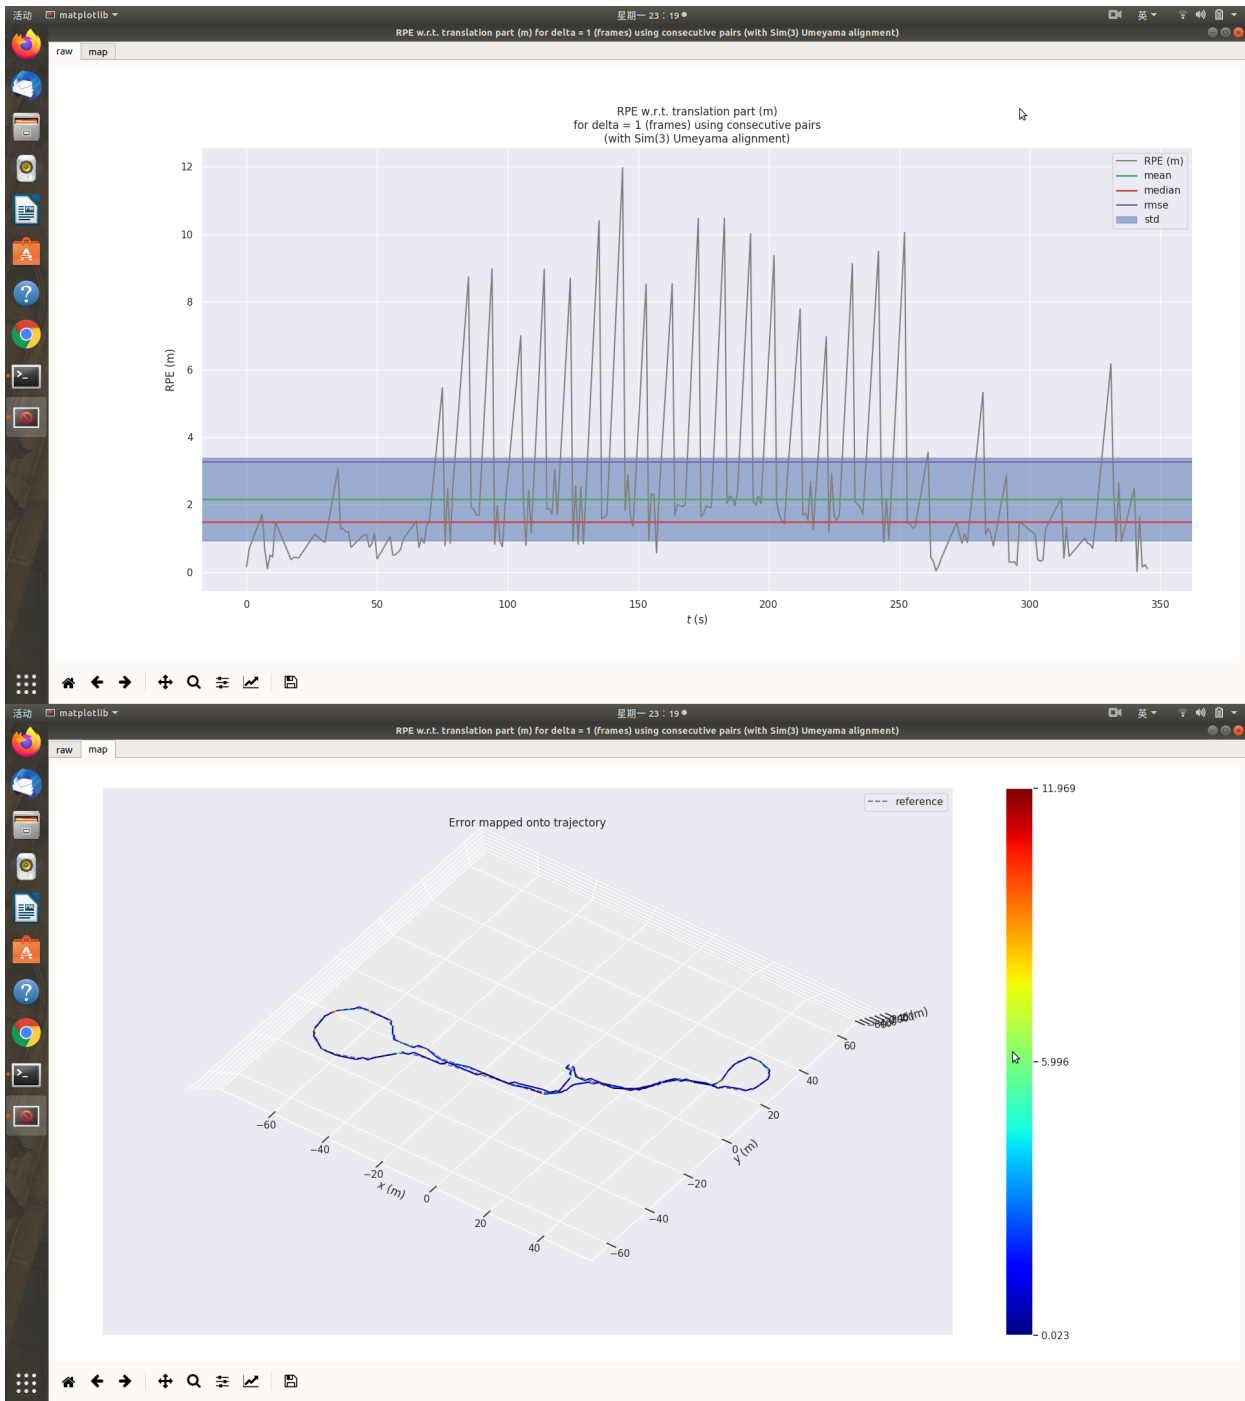 活动 matplotlib 星期一 23:19 英
RPE w.r.t. translation part (m) for delta = 1 (frames) using consecutive pairs (with Sim(3) Umeyama alignment)
raw map
RPE w.r.t. translation part (m)
for delta = 1 (frames) using consecutive pairs
(with Sim(3) Umeyama alignment)
RPE (m)
mean
median
rmse
std
12
10
8
6
4
2
0
RPE (m)
0 50 100 150 200 250 300 350
t (s)
活动 matplotlib 星期一 23:19 英
RPE w.r.t. translation part (m) for delta = 1 (frames) using consecutive pairs (with Sim(3) Umeyama alignment)
raw map
reference
Error mapped onto trajectory
11.969
5.996
0.023
−60
−40
−20
0
20
40
x (m)
−60
−40
−20
0
20
40
60
y (m)